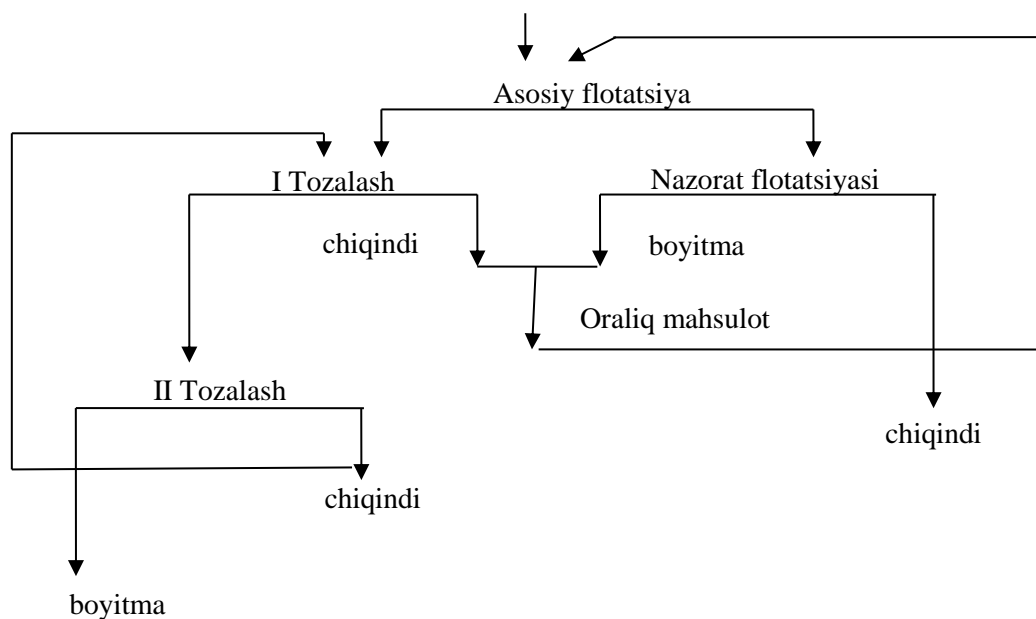 Asosiy flotatsiya
I Tozalash
Nazorat flotatsiyasi
chiqindi
boyitma
Oraliq mahsulot
II Tozalash
chiqindi
chiqindi
boyitma